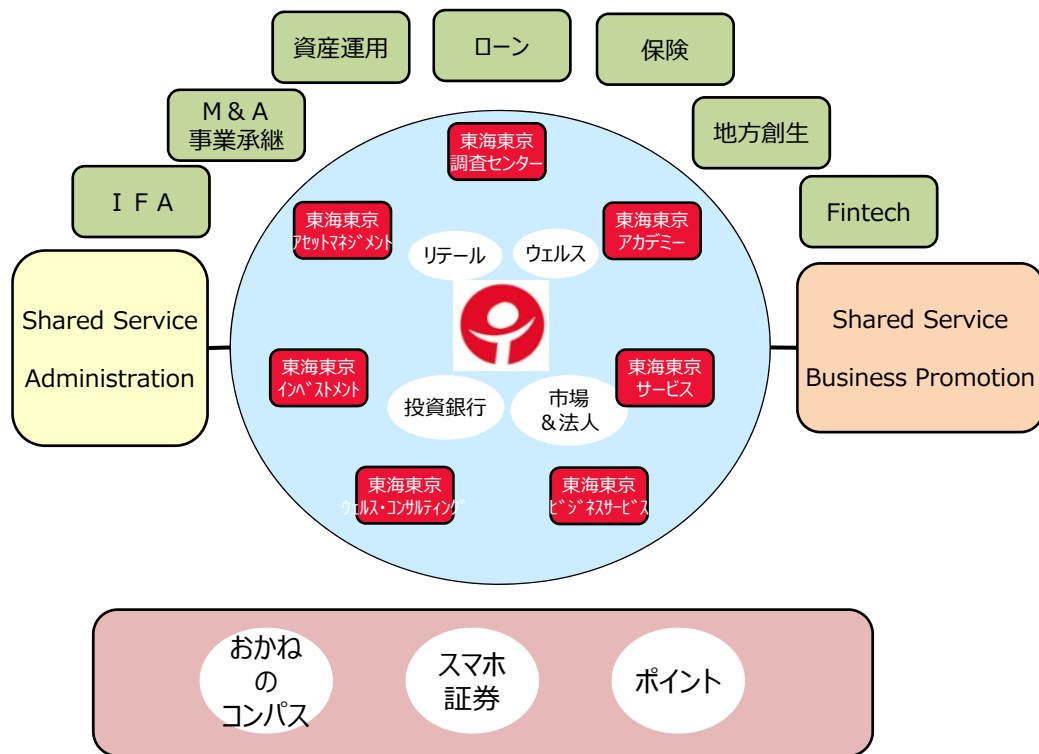 資産運用
ローン
保険
M＆A
事業承継
地方創生
ＩＦＡ
Fintech
東海東京
調査センター
東海東京
ｱｾｯﾄﾏﾈｼﾞﾒﾝﾄ
東海東京
アカデミー
リテール
ウェルス
Shared Service
Administration
Shared Service
Business Promotion
東海東京
ｲﾝﾍﾞｽﾄﾒﾝﾄ
東海東京
サービス
投資銀行
市場
＆法人
東海東京
ｳｪﾙｽ・ｺﾝｻﾙﾃｨﾝｸﾞ
東海東京
ﾋﾞｼﾞﾈｽｻｰﾋﾞｽ
おかね
の
コンパス
スマホ
証券
ポイント